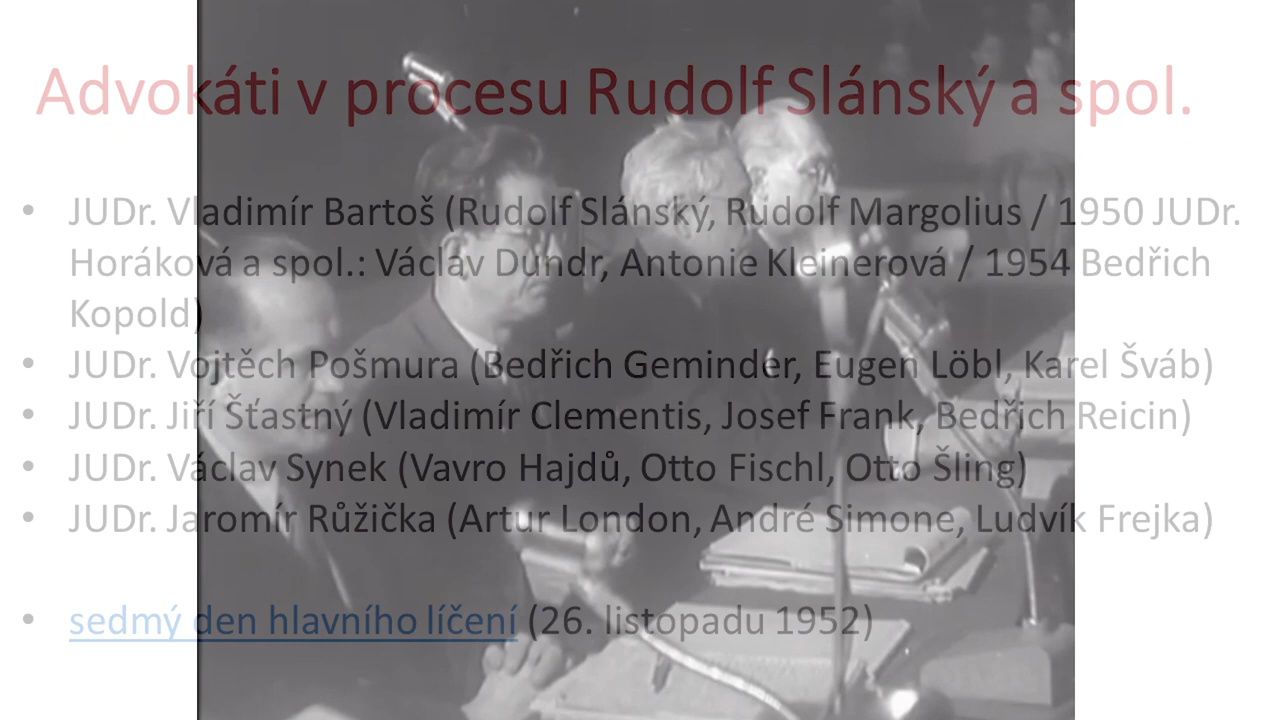 Advokáti v procesu Rudolf Slánský a spol.
• JUDr. Vladimír Bartoš (Rudolf Slánský, Rudolf Margolius / 1950 JUDr.
Horáková a spol.: Václav Dundr, Antonie Kleinerová / 1954 Bedřich
Kopold)
• JUDr. Vojtěch Pošmura (Bedřich Geminder, Eugen Löbl, Karel Šváb)
• JUDr. Jiří Šťastný (Vladimír Clementis, Josef Frank, Bedřich Reicin)
• JUDr. Václav Synek (Vavro Hajdů, Otto Fischl, Otto Šling)
• JUDr. Jaromír Růžička (Artur London, André Simone, Ludvík Frejka)
• sedmý den hlavního líčení (26. listopadu 1952)